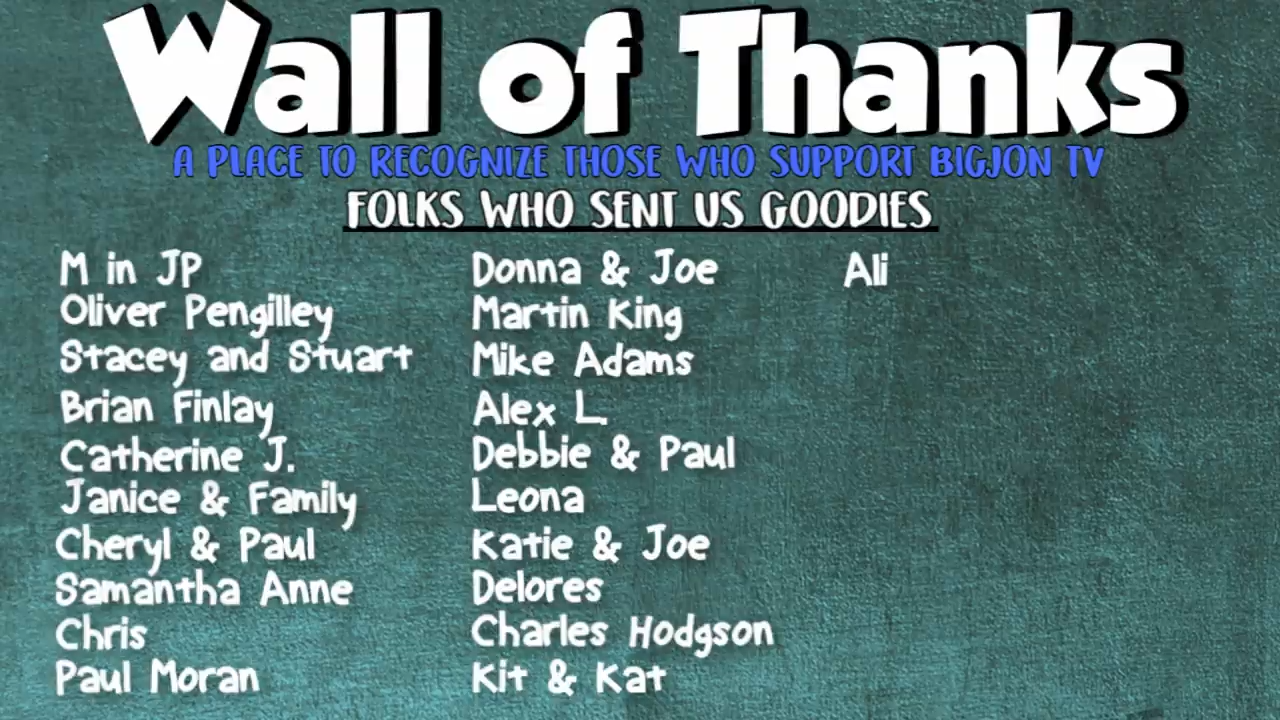 Wall of Thanks
A PLACE TO RECOGNIZE THOSE WHO SUPPORT BIGJON TV
FOLKS WHO SENT US GOODIES
M in JP
Oliver Pengilley
Stacey and Stuart
Brian Finlay
Catherine J.
Janice & Family
Cheryl & Paul
Samantha Anne
Chris
Paul Moran
Donna & Joe
Martin King
Mike Adams
Alex L.
Debbie & Paul
Leona
Katie & Joe
Delores
Charles Hodgson
Kit & Kat
Ali